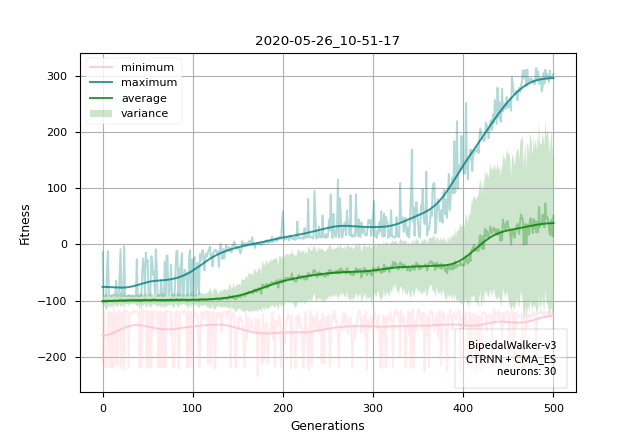 2020-05-26_10-51-17
minimum
maximum
average
variance
Fitness
300
200
100
0
−100
−200
0 100 200 300 400 500
Generations
BipedalWalker-v3
CTRNN + CMA_ES
neurons: 30